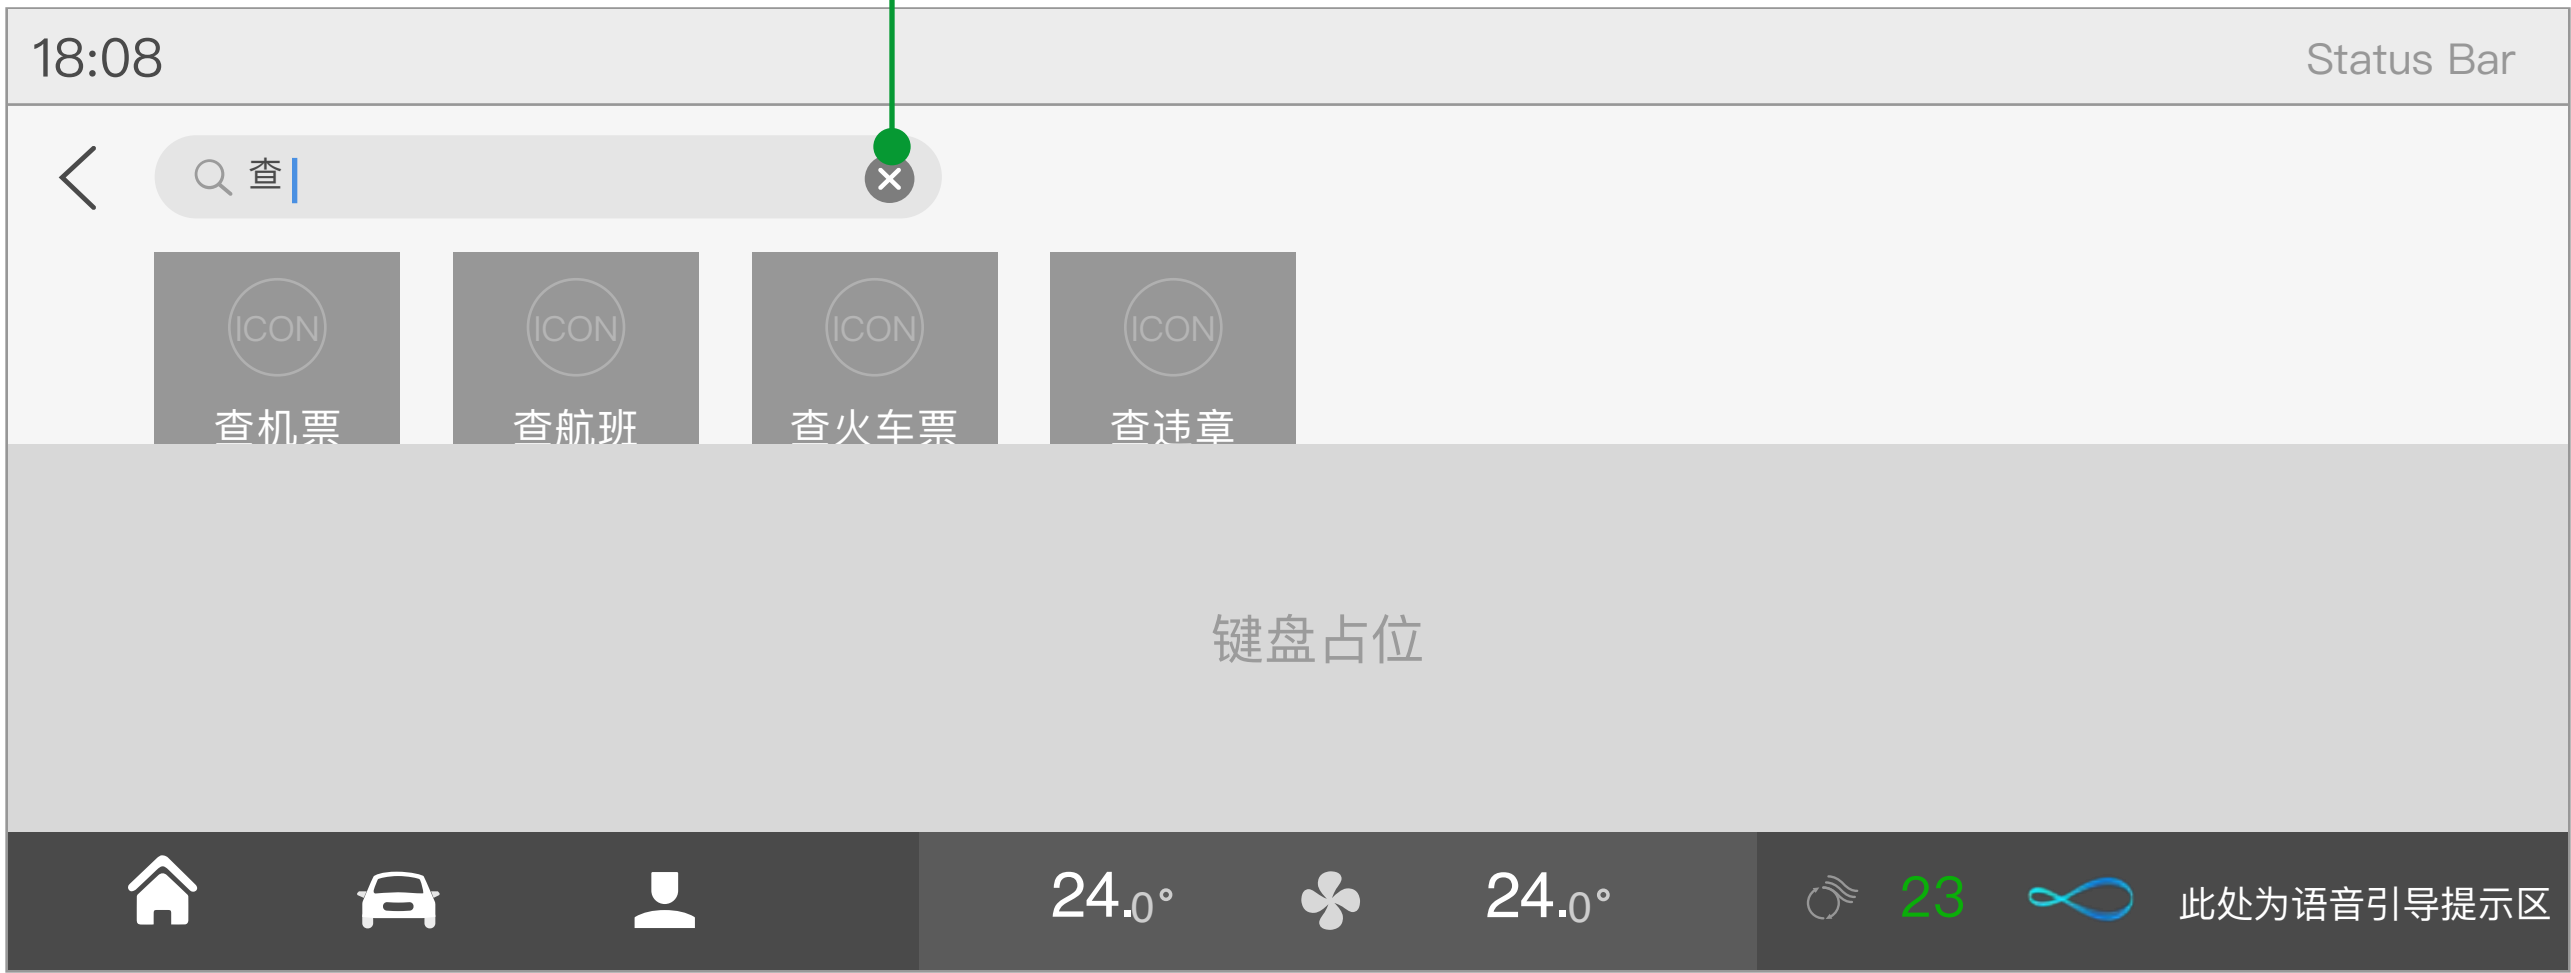 18:08
Status Bar
查
ICON
ICON
ICON
ICON
查机票
查航班
查火车票
查违章
键盘占位
24.0°
24.0°
23
此处为语音引导提示区